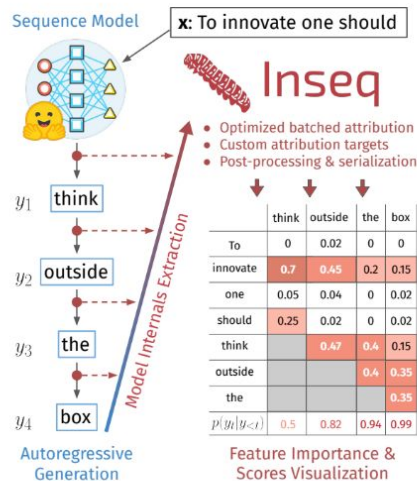 Sequence Model
x: To innovate one should
Inseq
• Optimized batched attribution
• Custom attribution targets
• Post-processing & serialization
y₁ think
y₂ outside
y₃ the
y₄ box
Autoregressive
Generation
Model Internals Extraction
think outside the box
To 0 0.02 0 0
innovate 0.7 0.45 0.2 0.15
one 0.05 0.04 0 0.02
should 0.25 0.02 0 0.02
think 0.47 0.4 0.15
outside 0.4 0.35
the 0.35
p(yₜ|y<ₜ) 0.5 0.82 0.94 0.99
Feature Importance &
Scores Visualization